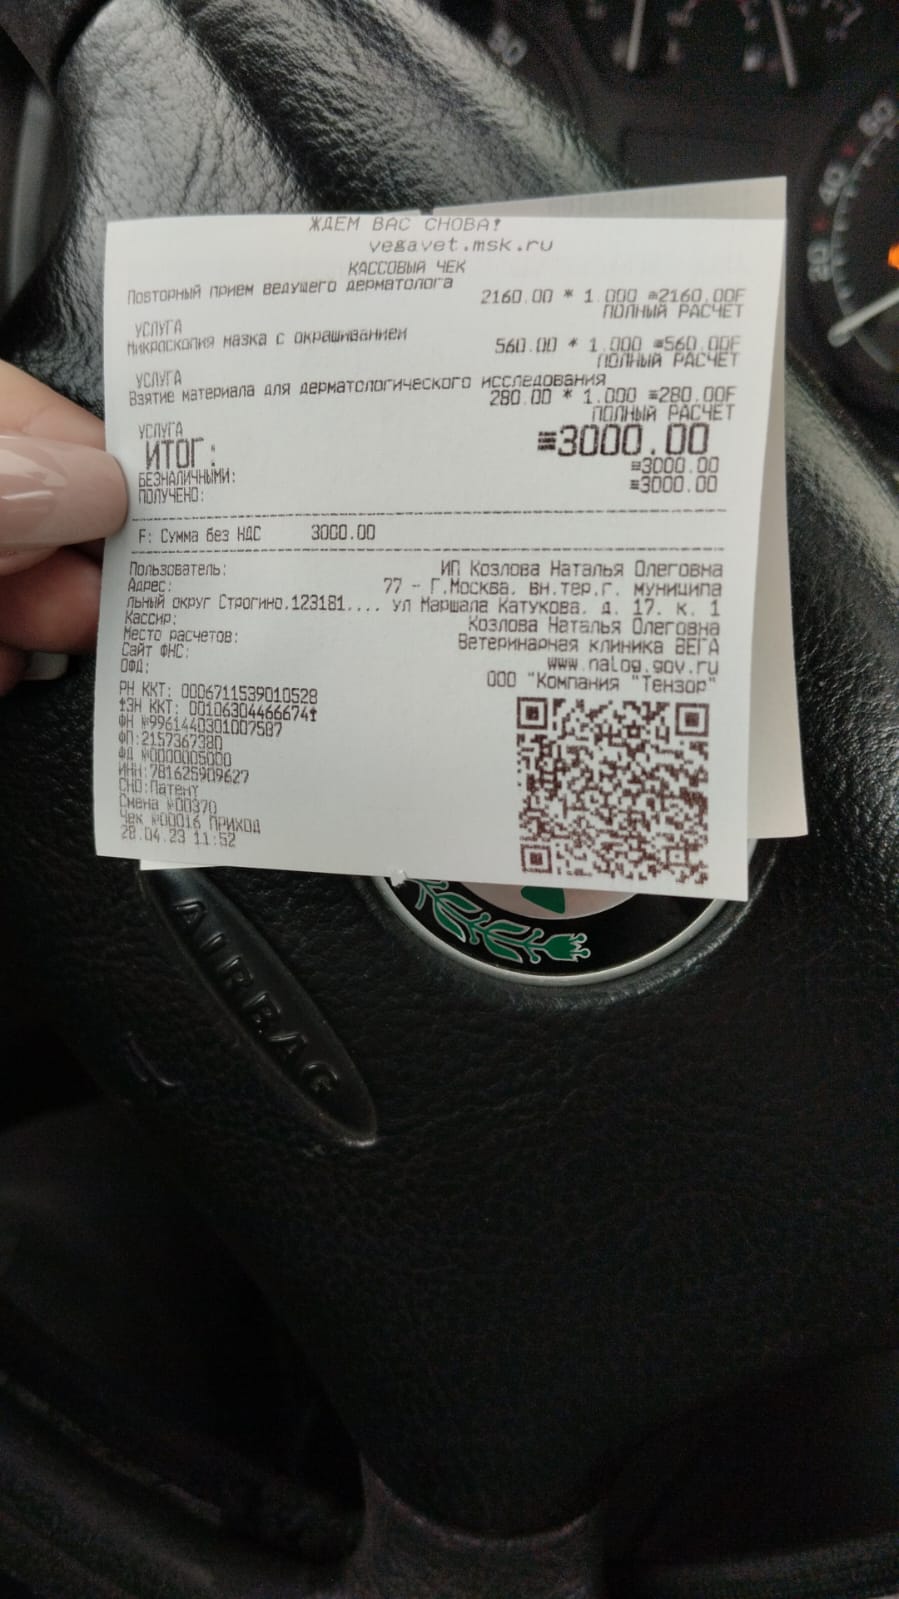 ЖДЕМ ВАС СНОВА!
vegavet.msk.ru
КАССОВЫЙ ЧЕК
Повторный прием ведущего дерматолога
2160.00 * 1.000 ≡2160.00F
ПОЛНЫЙ РАСЧЕТ
УСЛУГА
Микроскопия мазка с окрашиванием
560.00 * 1.000 ≡560.00F
ПОЛНЫЙ РАСЧЕТ
УСЛУГА
Взятие материала для дерматологического исследования
280.00 * 1.000 ≡280.00F
ПОЛНЫЙ РАСЧЕТ
УСЛУГА
ИТОГ: ≡3000.00
БЕЗНАЛИЧНЫМИ: ≡3000.00
ПОЛУЧЕНО: ≡3000.00
F: Сумма без НДС 3000.00
Пользователь: ИП Козлова Наталья Олеговна
Адрес: 77 - Г.Москва, вн.тер.г. муниципа
льный округ Строгино,123181,,,, ул Маршала Катукова, д. 17, к. 1
Кассир: Козлова Наталья Олеговна
Место расчетов: Ветеринарная клиника ВЕГА
Сайт ФНС: www.nalog.gov.ru
ОФД: ООО "Компания "Тензор"
РН ККТ: 0006711539010528
ЗН ККТ: 00106304466674
ФН №9961440301007587
ФП:2157367380
ФД №0000005000
ИНН:781625909627
СНО:Патент
Смена №00370
Чек №00016 ПРИХОД
28.04.23 11:52
AIRBAG
20
40
60